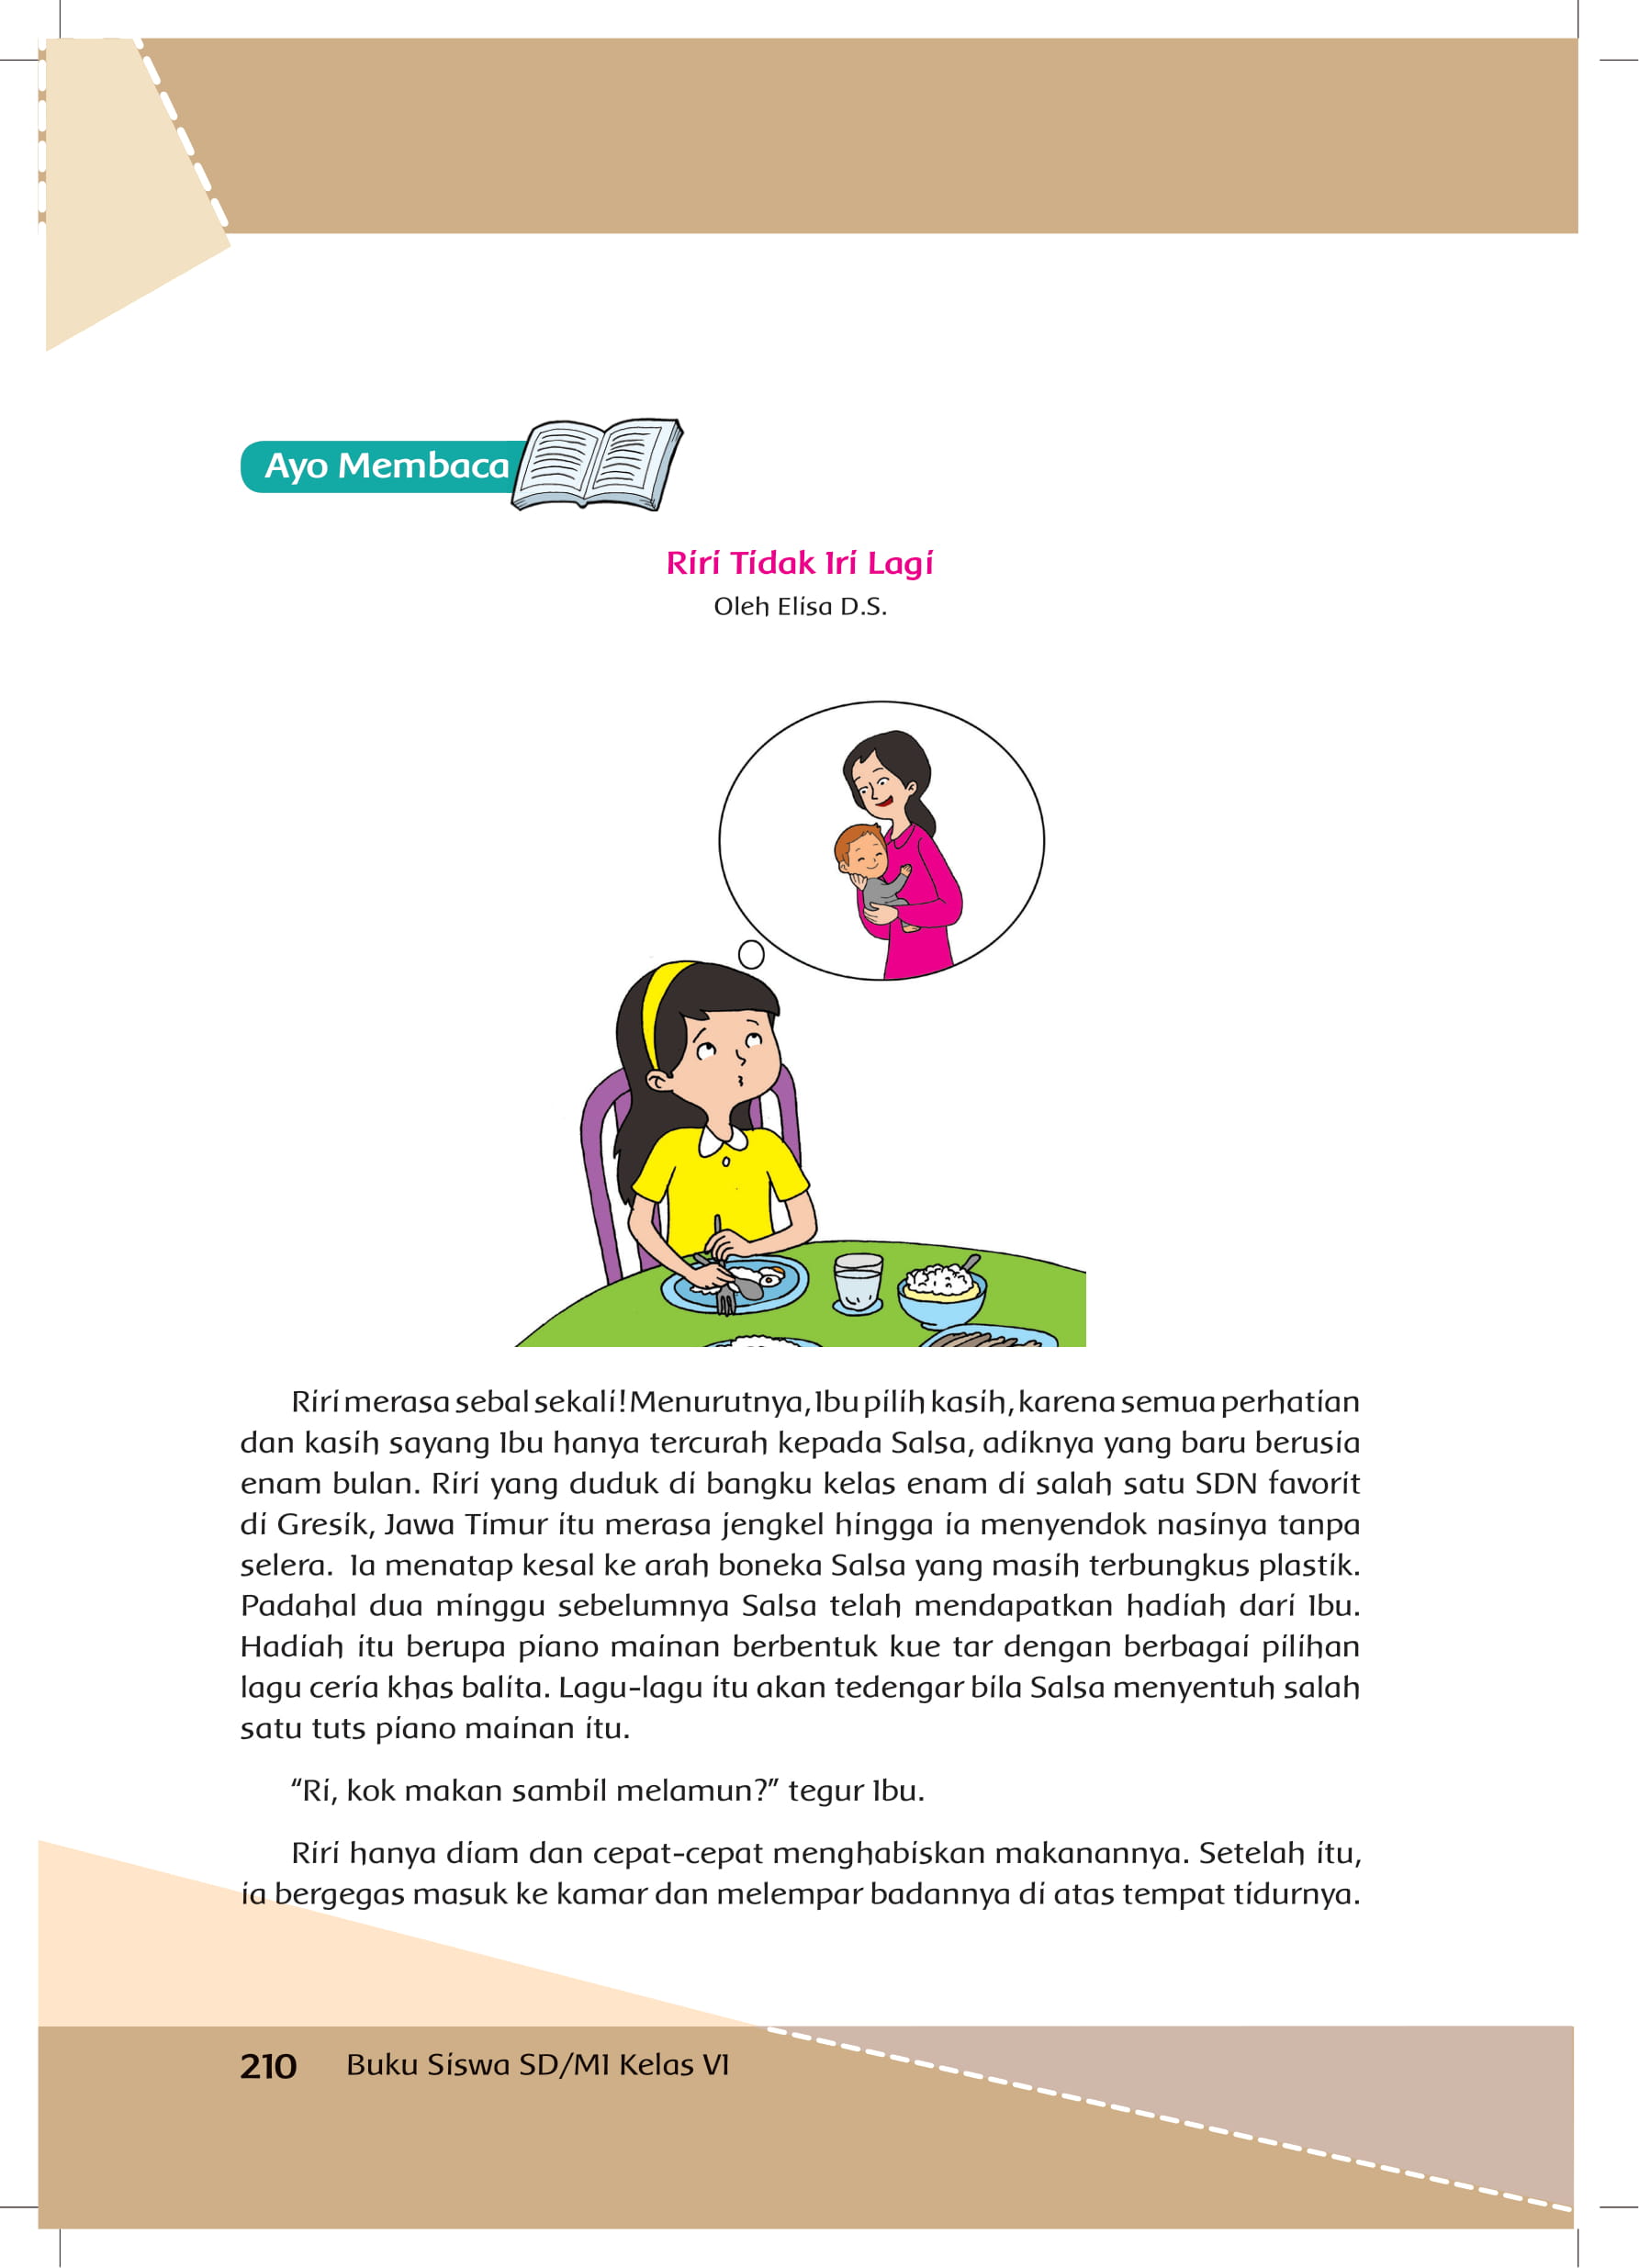 Ayo Membaca
Riri Tidak Iri Lagi
Oleh Elisa D.S.
Riri merasa sebal sekali! Menurutnya, Ibu pilih kasih, karena semua perhatian
dan kasih sayang Ibu hanya tercurah kepada Salsa, adiknya yang baru berusia
enam bulan. Riri yang duduk di bangku kelas enam di salah satu SDN favorit
di Gresik, Jawa Timur itu merasa jengkel hingga ia menyendok nasinya tanpa
selera. Ia menatap kesal ke arah boneka Salsa yang masih terbungkus plastik.
Padahal dua minggu sebelumnya Salsa telah mendapatkan hadiah dari Ibu.
Hadiah itu berupa piano mainan berbentuk kue tar dengan berbagai pilihan
lagu ceria khas balita. Lagu-lagu itu akan tedengar bila Salsa menyentuh salah
satu tuts piano mainan itu.
“Ri, kok makan sambil melamun?” tegur Ibu.
Riri hanya diam dan cepat-cepat menghabiskan makanannya. Setelah itu,
ia bergegas masuk ke kamar dan melempar badannya di atas tempat tidurnya.
210 Buku Siswa SD/MI Kelas VI